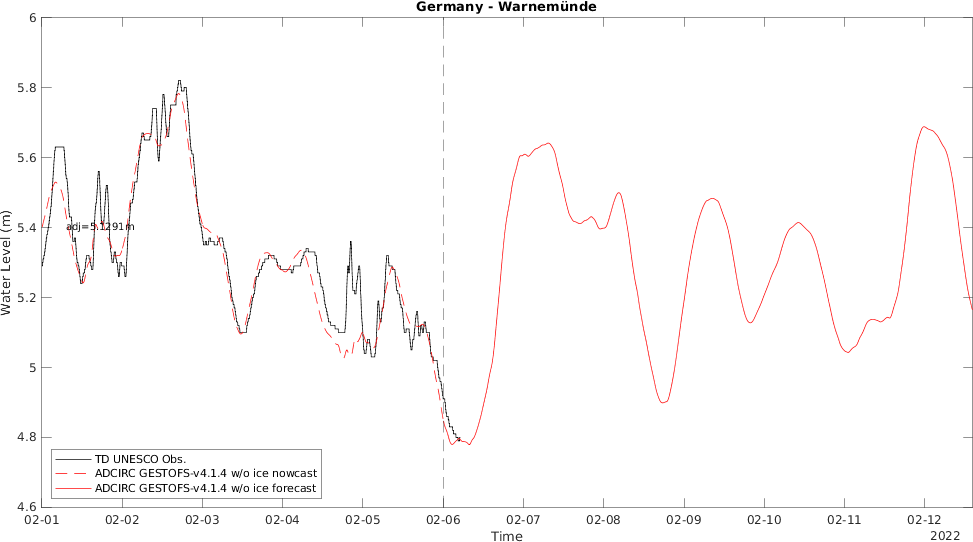 Germany - Warnemünde
Water Level (m)
6
5.8
5.6
5.4
5.2
5
4.8
4.6
adj=5.1291m
TD UNESCO Obs.
ADCIRC GESTOFS-v4.1.4 w/o ice nowcast
ADCIRC GESTOFS-v4.1.4 w/o ice forecast
02-01 02-02 02-03 02-04 02-05 02-06 02-07 02-08 02-09 02-10 02-11 02-12
Time
2022